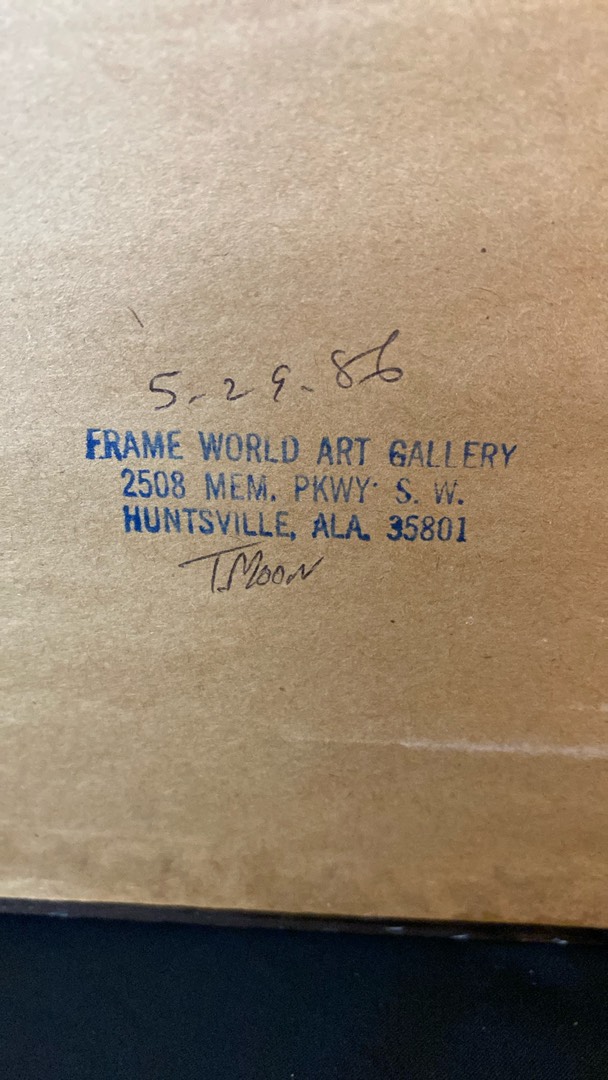 5-29-86
FRAME WORLD ART GALLERY
2508 MEM. PKWY. S. W.
HUNTSVILLE, ALA. 35801
T. Moon